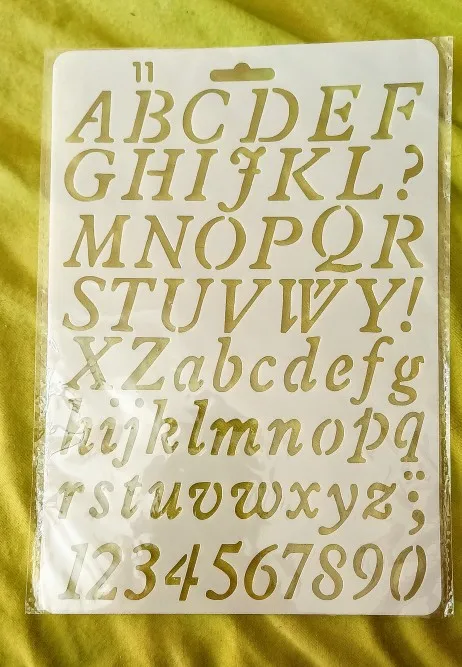 11
ABCDEF
GHIJKL?
MNOPQR
STUVWY!
XZabcdefg
hijklmnopq
rstuvwxyz:;
1234567890